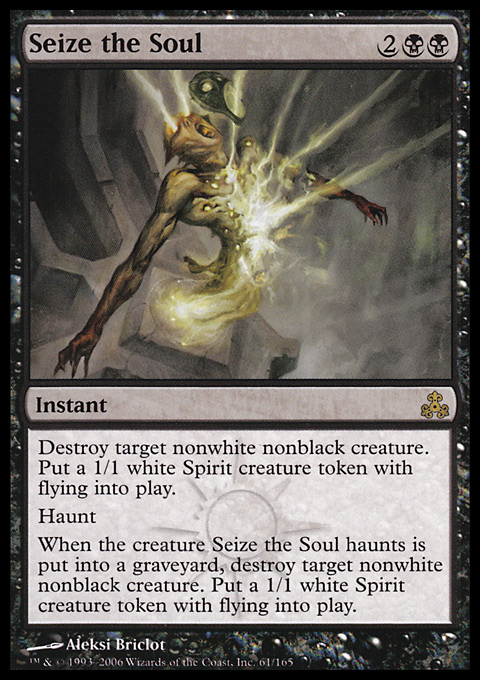 Seize the Soul 2
Instant
Destroy target nonwhite nonblack creature.
Put a 1/1 white Spirit creature token with
flying into play.
Haunt
When the creature Seize the Soul haunts is
put into a graveyard, destroy target nonwhite
nonblack creature. Put a 1/1 white Spirit
creature token with flying into play.
Aleksi Briclot
™ & © 1993–2006 Wizards of the Coast, Inc. 61/165